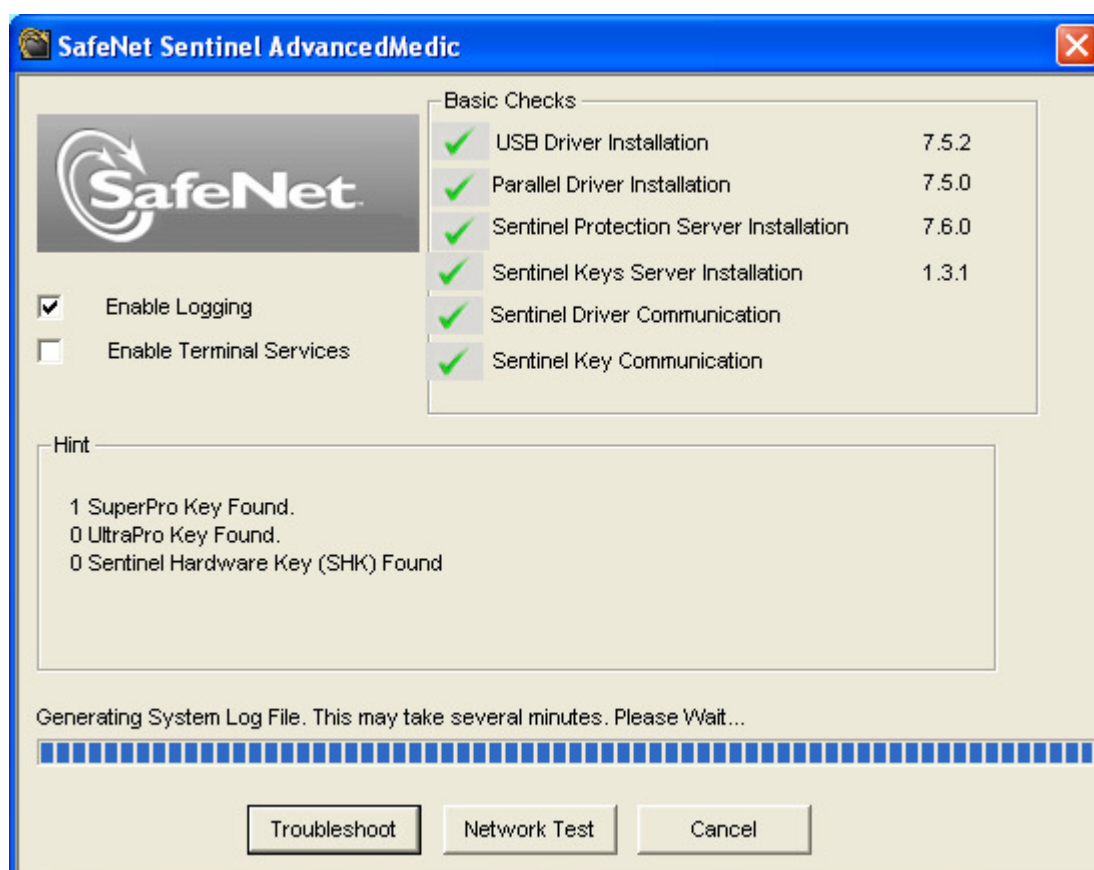 SafeNet Sentinel AdvancedMedic
SafeNet
Enable Logging
Enable Terminal Services
Basic Checks
USB Driver Installation 7.5.2
Parallel Driver Installation 7.5.0
Sentinel Protection Server Installation 7.6.0
Sentinel Keys Server Installation 1.3.1
Sentinel Driver Communication
Sentinel Key Communication
Hint
1 SuperPro Key Found.
0 UltraPro Key Found.
0 Sentinel Hardware Key (SHK) Found
Generating System Log File. This may take several minutes. Please Wait...
Troubleshoot Network Test Cancel